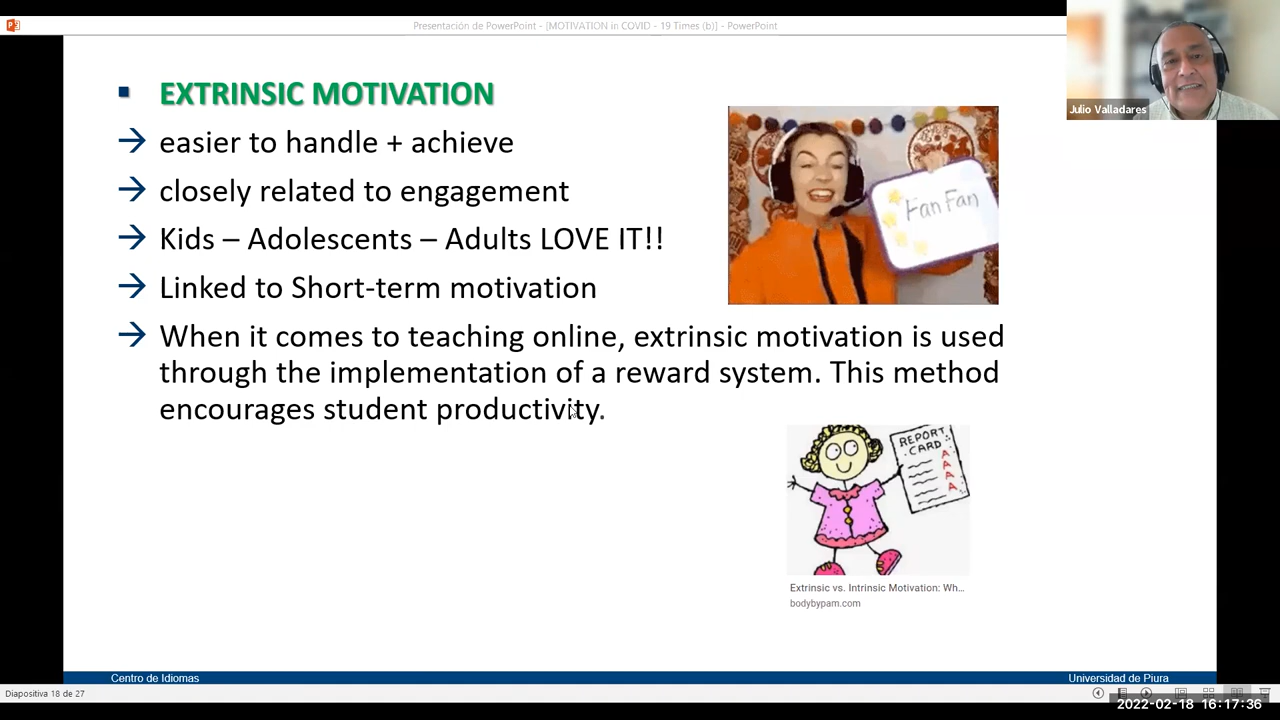 Presentación de PowerPoint - [MOTIVATION in COVID - 19 Times (b)] - PowerPoint
Julio Valladares
▪ EXTRINSIC MOTIVATION
→ easier to handle + achieve
→ closely related to engagement
→ Kids – Adolescents – Adults LOVE IT!!
→ Linked to Short-term motivation
→ When it comes to teaching online, extrinsic motivation is used
through the implementation of a reward system. This method
encourages student productivity.
Fan Fan
REPORT
CARD
A
A
A
A
Extrinsic vs. Intrinsic Motivation: Wh...
bodybypam.com
Centro de Idiomas
Universidad de Piura
Diapositiva 18 de 27
2022-02-18 16:17:36